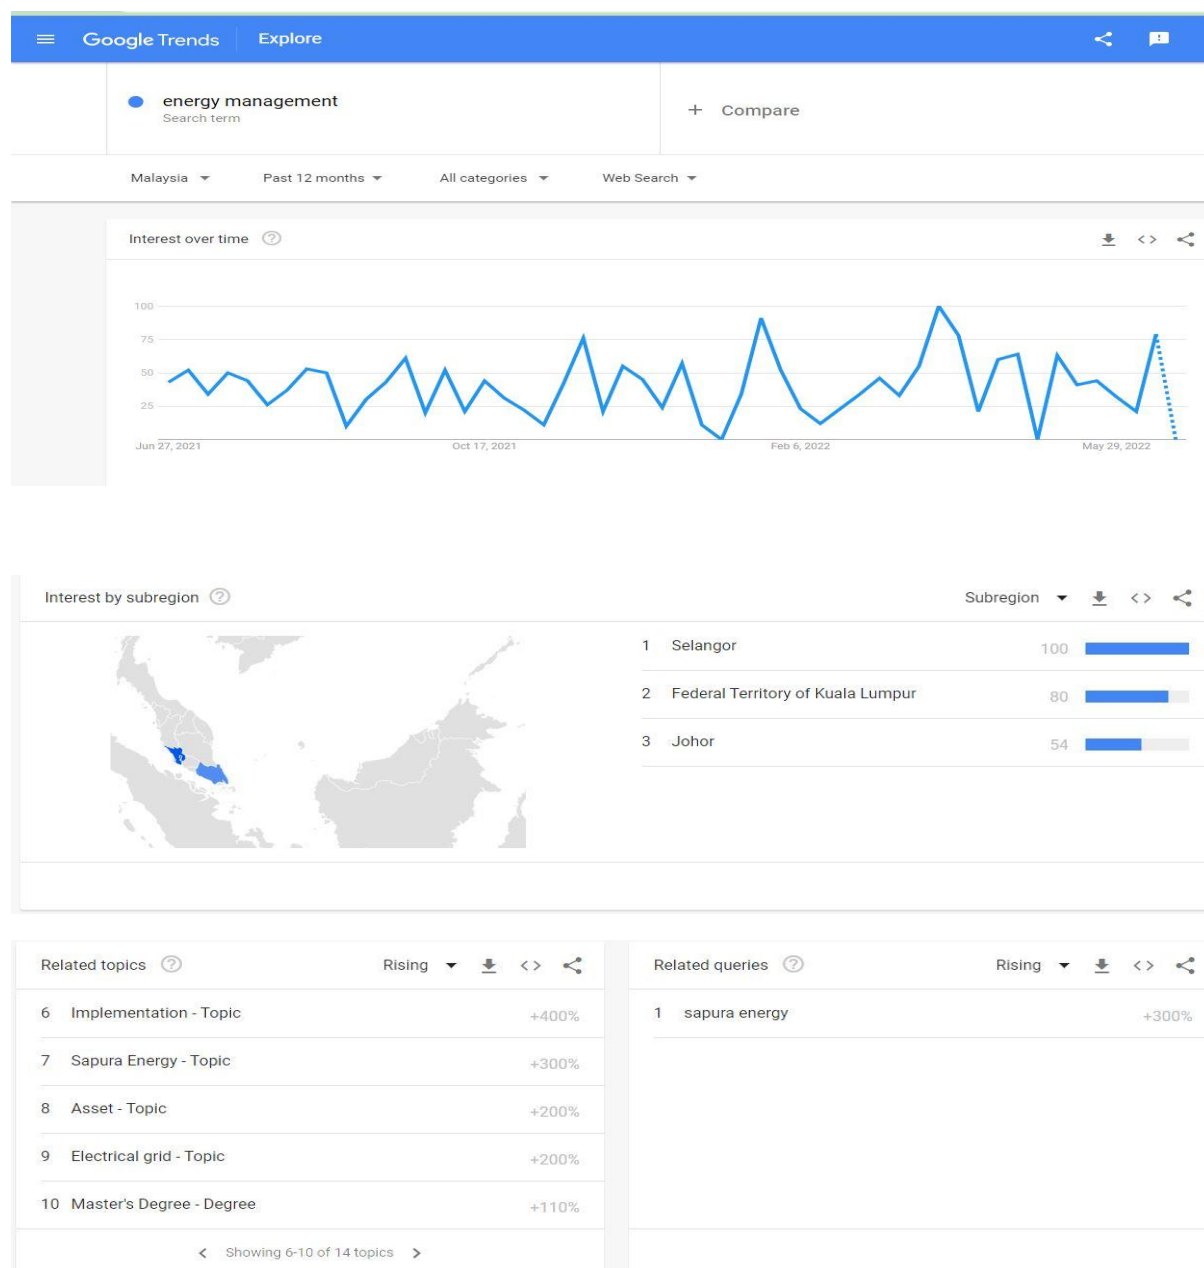 Google Trends Explore
energy management
Search term
+ Compare
Malaysia Past 12 months All categories Web Search
Interest over time
100
75
50
25
Jun 27, 2021 Oct 17, 2021 Feb 6, 2022 May 29, 2022
Interest by subregion Subregion
1 Selangor 100
2 Federal Territory of Kuala Lumpur 80
3 Johor 54
Related topics Rising
6 Implementation - Topic +400%
7 Sapura Energy - Topic +300%
8 Asset - Topic +200%
9 Electrical grid - Topic +200%
10 Master's Degree - Degree +110%
Showing 6-10 of 14 topics
Related queries Rising
1 sapura energy +300%